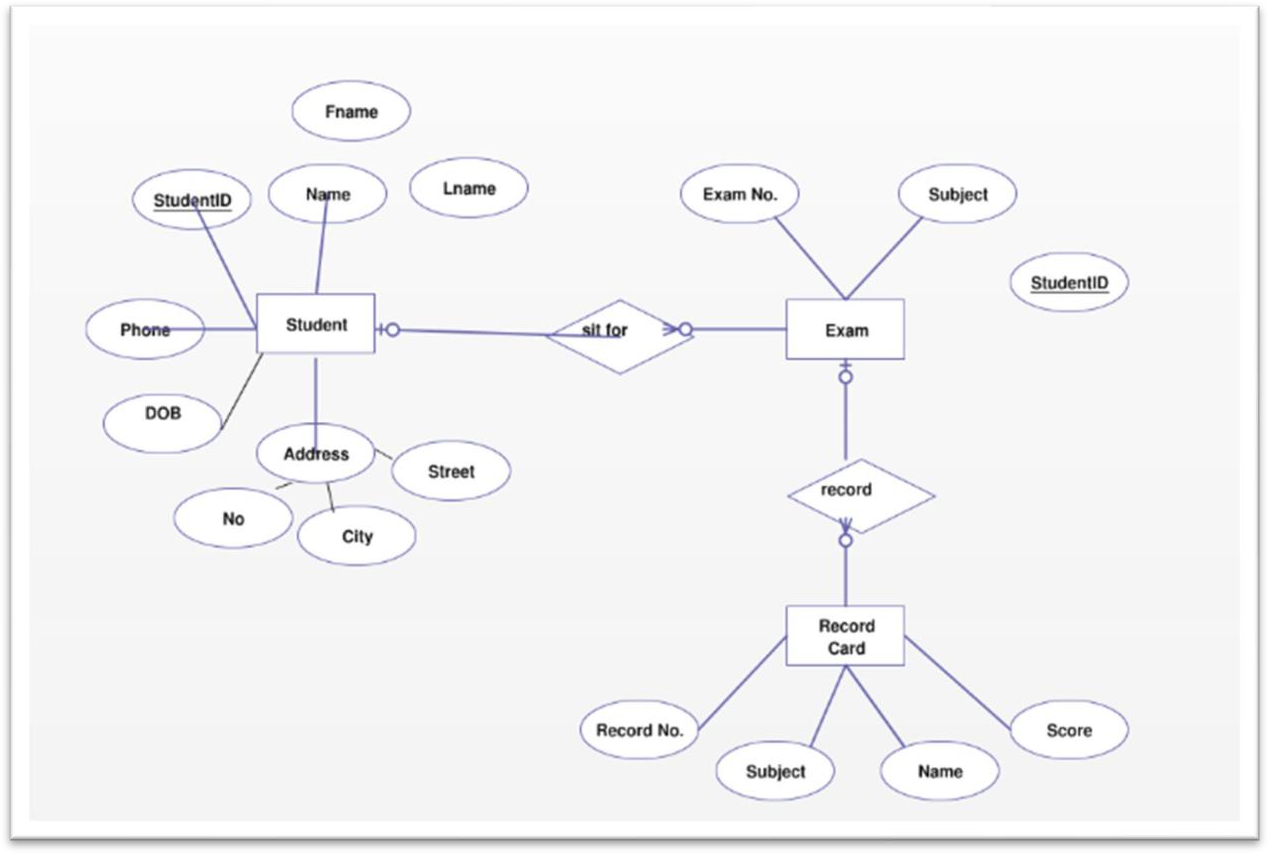 Fname
StudentID
Name
Lname
Exam No.
Subject
StudentID
Phone
Student
sit for
Exam
DOB
Address
Street
No
City
record
Record
Card
Record No.
Subject
Name
Score